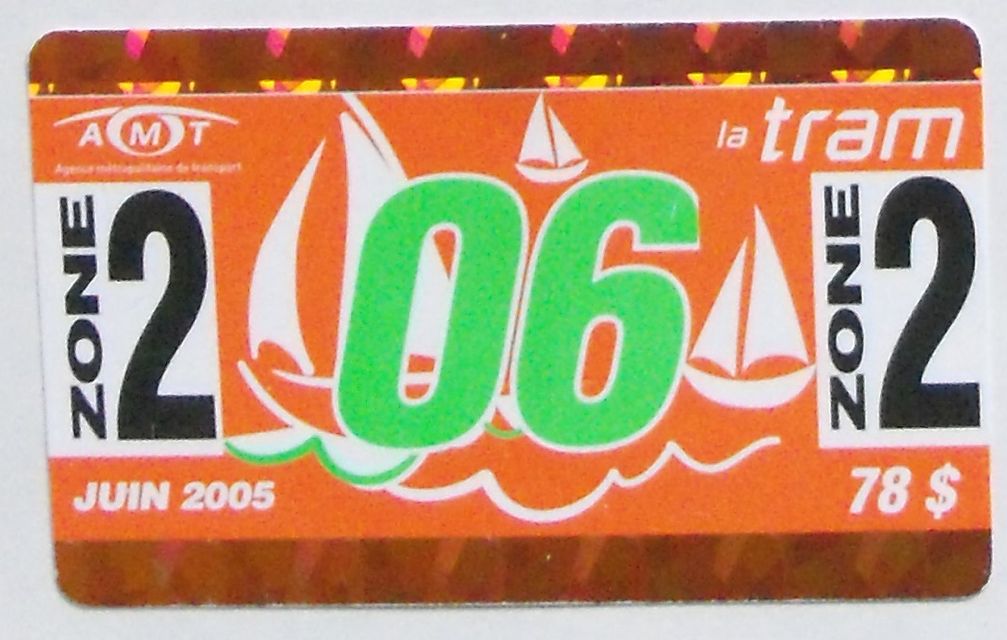 AMT
Agence métropolitaine de transport
la tram
ZONE 2
06
ZONE 2
JUIN 2005
78 $